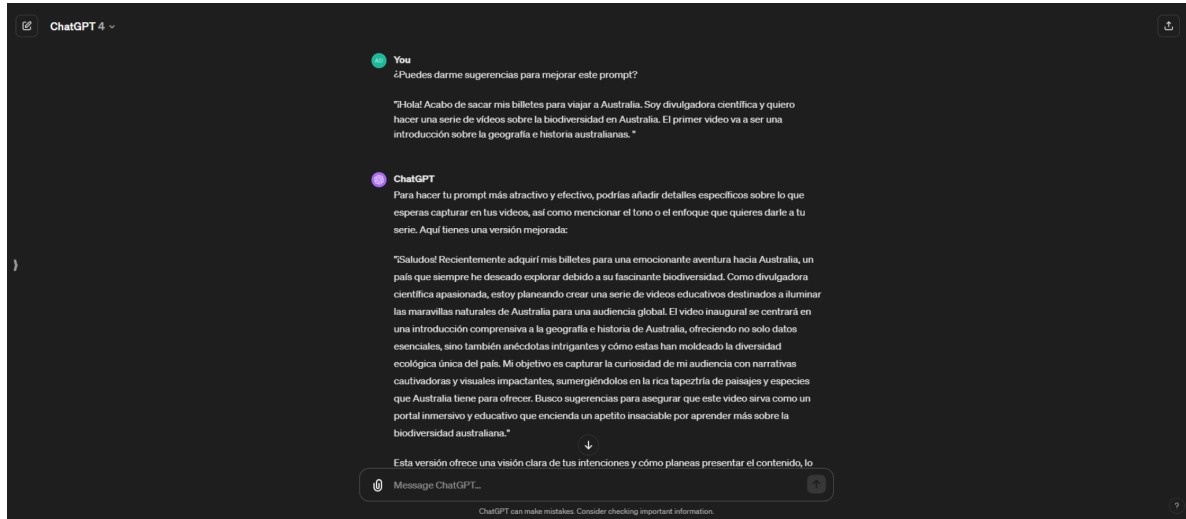 ChatGPT 4
You
¿Puedes darme sugerencias para mejorar este prompt?
"¡Hola! Acabo de sacar mis billetes para viajar a Australia. Soy divulgadora científica y quiero
hacer una serie de vídeos sobre la biodiversidad en Australia. El primer video va a ser una
introducción sobre la geografía e historia australianas. "
ChatGPT
Para hacer tu prompt más atractivo y efectivo, podrías añadir detalles específicos sobre lo que
esperas capturar en tus videos, así como mencionar el tono o el enfoque que quieres darle a tu
serie. Aquí tienes una versión mejorada:
"¡Saludos! Recientemente adquirí mis billetes para una emocionante aventura hacia Australia, un
país que siempre he deseado explorar debido a su fascinante biodiversidad. Como divulgadora
científica apasionada, estoy planeando crear una serie de videos educativos destinados a iluminar
las maravillas naturales de Australia para una audiencia global. El video inaugural se centrará en
una introducción comprensiva a la geografía e historia de Australia, ofreciendo no solo datos
esenciales, sino también anécdotas intrigantes y cómo estas han moldeado la diversidad
ecológica única del país. Mi objetivo es capturar la curiosidad de mi audiencia con narrativas
cautivadoras y visuales impactantes, sumergiéndolos en la rica tapeztría de paisajes y especies
que Australia tiene para ofrecer. Busco sugerencias para asegurar que este video sirva como un
portal inmersivo y educativo que encienda un apetito insaciable por aprender más sobre la
biodiversidad australiana."
Esta versión ofrece una visión clara de tus intenciones y cómo planeas presentar el contenido, lo
Message ChatGPT...
ChatGPT can make mistakes. Consider checking important information.
?